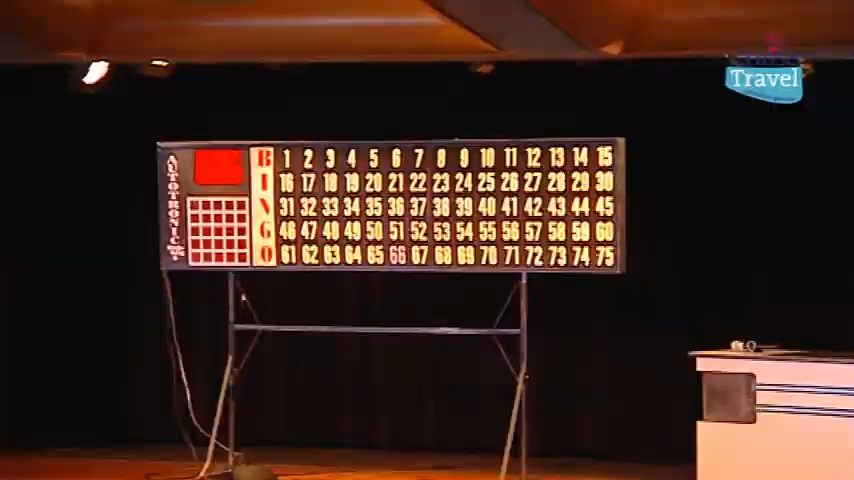 Travel
AUTOTRONIC
BINGO
1 2 3 4 5 6 7 8 9 10 11 12 13 14 15
16 17 18 19 20 21 22 23 24 25 26 27 28 29 30
31 32 33 34 35 36 37 38 39 40 41 42 43 44 45
46 47 48 49 50 51 52 53 54 55 56 57 58 59 60
61 62 63 64 65 66 67 68 69 70 71 72 73 74 75